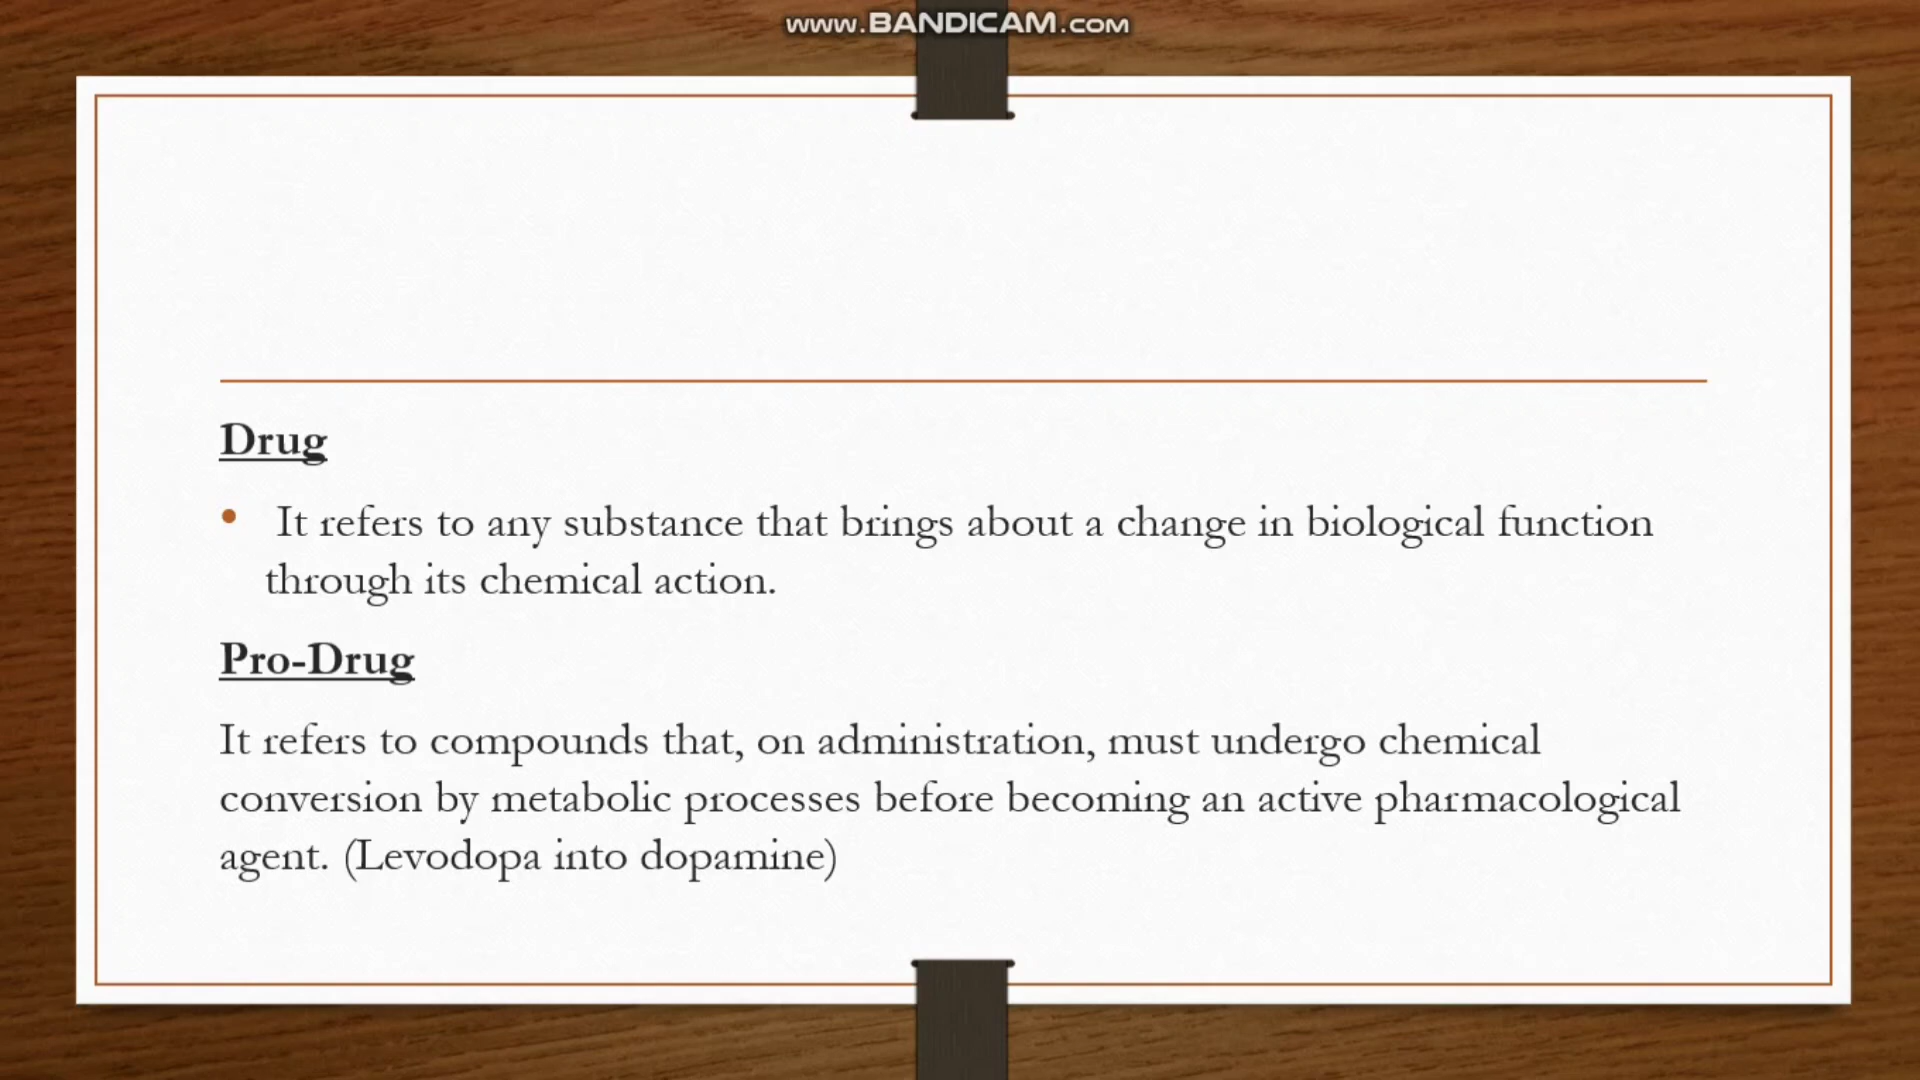 www.BANDICAM.com
Drug
• It refers to any substance that brings about a change in biological function
through its chemical action.
Pro-Drug
It refers to compounds that, on administration, must undergo chemical
conversion by metabolic processes before becoming an active pharmacological
agent. (Levodopa into dopamine)